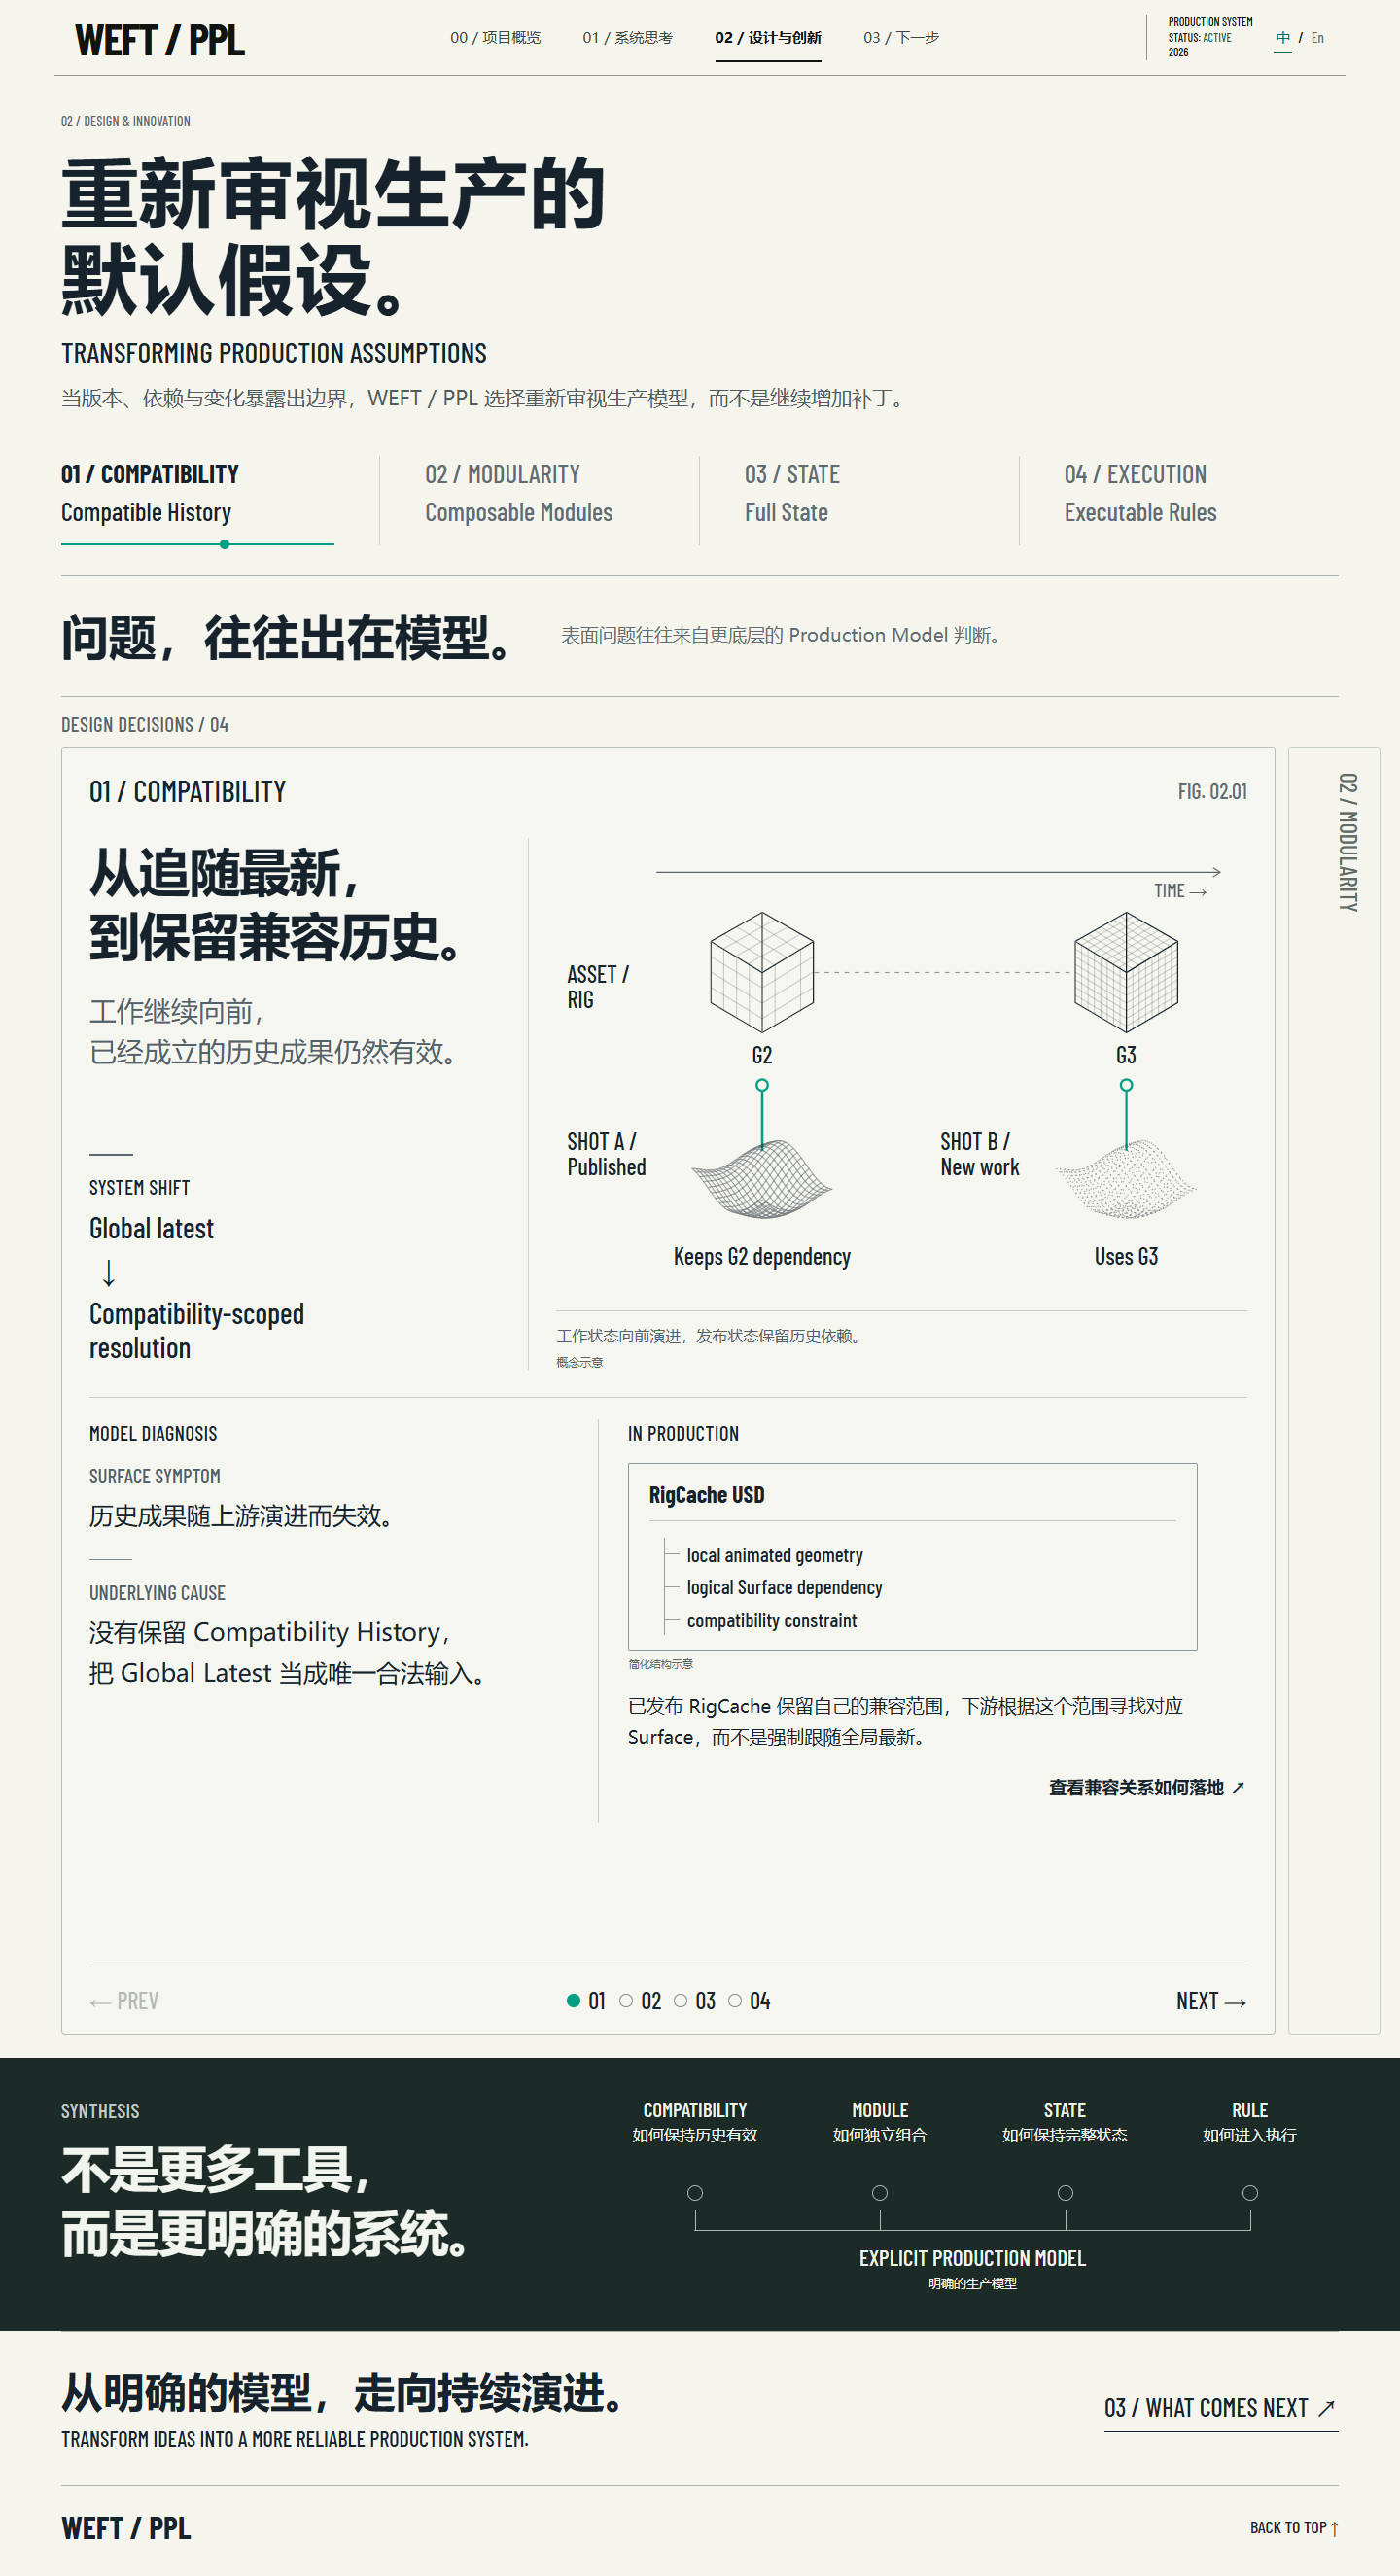 WEFT / PPL
00 / 项目概览
01 / 系统思考
02 / 设计与创新
03 / 下一步
PRODUCTION SYSTEM
STATUS: ACTIVE
2026
中 / En
02 / DESIGN & INNOVATION
重新审视生产的
默认假设。
TRANSFORMING PRODUCTION ASSUMPTIONS
当版本、依赖与变化暴露出边界，WEFT / PPL 选择重新审视生产模型，而不是继续增加补丁。
01 / COMPATIBILITY
Compatible History
02 / MODULARITY
Composable Modules
03 / STATE
Full State
04 / EXECUTION
Executable Rules
问题，往往出在模型。
表面问题往往来自更底层的 Production Model 判断。
DESIGN DECISIONS / 04
01 / COMPATIBILITY
FIG. 02.01
02 / MODULARITY
从追随最新，
到保留兼容历史。
工作继续向前，
已经成立的历史成果仍然有效。
SYSTEM SHIFT
Global latest
↓
Compatibility-scoped
resolution
TIME →
ASSET /
RIG
G2
G3
SHOT A /
Published
SHOT B /
New work
Keeps G2 dependency
Uses G3
工作状态向前演进，发布状态保留历史依赖。
概念示意
MODEL DIAGNOSIS
SURFACE SYMPTOM
历史成果随上游演进而失效。
UNDERLYING CAUSE
没有保留 Compatibility History，
把 Global Latest 当成唯一合法输入。
IN PRODUCTION
RigCache USD
local animated geometry
logical Surface dependency
compatibility constraint
简化结构示意
已发布 RigCache 保留自己的兼容范围，下游根据这个范围寻找对应
Surface，而不是强制跟随全局最新。
查看兼容关系如何落地 ↗
← PREV
01 02 03 04
NEXT →
SYNTHESIS
不是更多工具，
而是更明确的系统。
COMPATIBILITY
如何保持历史有效
MODULE
如何独立组合
STATE
如何保持完整状态
RULE
如何进入执行
EXPLICIT PRODUCTION MODEL
明确的生产模型
从明确的模型，走向持续演进。
TRANSFORM IDEAS INTO A MORE RELIABLE PRODUCTION SYSTEM.
03 / WHAT COMES NEXT ↗
WEFT / PPL
BACK TO TOP ↑